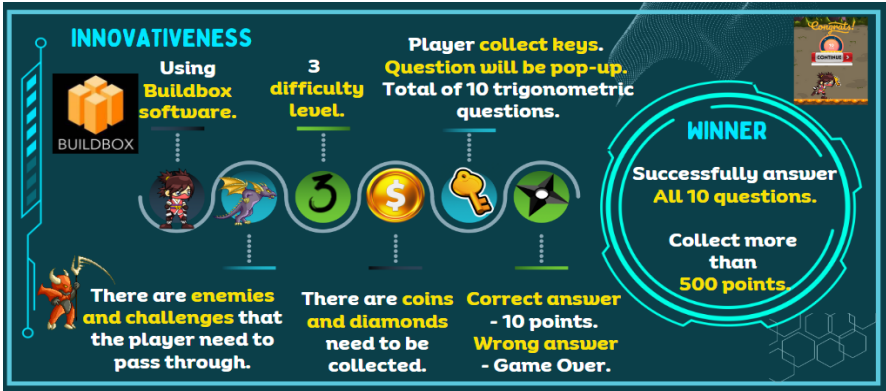 INNOVATIVENESS
BUILDBOX
Using
Buildbox
software.
3
difficulty
level.
Player collect keys.
Question will be pop-up.
Total of 10 trigonometric
questions.
3
$
There are enemies
and challenges that
the player need to
pass through.
There are coins
and diamonds
need to be
collected.
Correct answer
- 10 points.
Wrong answer
- Game Over.
Congrats!
CONTINUE
WINNER
Successfully answer
All 10 questions.
Collect more
than
500 points.